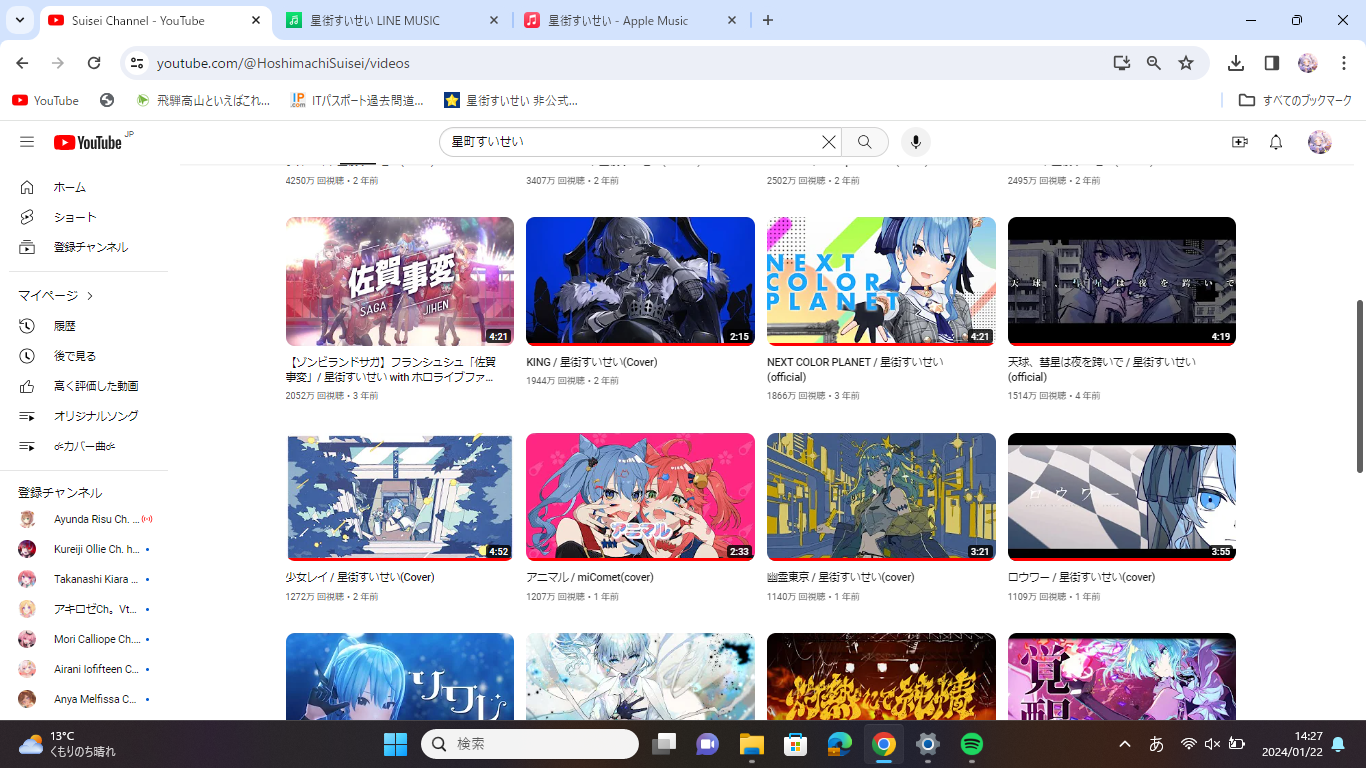 Suisei Channel - YouTube
星街すいせい LINE MUSIC
星街すいせい - Apple Music
youtube.com/@HoshimachiSuisei/videos
YouTube
飛騨高山といえばこれ...
ITパスポート過去問道...
星街すいせい 非公式...
すべてのブックマーク
YouTube JP
星町すいせい
ホーム
ショート
登録チャンネル
マイページ
履歴
後で見る
高く評価した動画
オリジナルソング
☄カバー曲☄
登録チャンネル
Ayunda Risu Ch. ...
Kureiji Ollie Ch. h...
Takanashi Kiara ...
アキロゼCh。Vt...
Mori Calliope Ch....
Airani Iofifteen C...
Anya Melfissa C...
4250万 回視聴・2 年前
3407万 回視聴・2 年前
2502万 回視聴・2 年前
2495万 回視聴・2 年前
佐賀事変
SAGA JIHEN
4:21
2:15
NEXT
COLOR
PLANET
4:21
天球、彗星は夜を跨いで
4:19
【ゾンビランドサガ】フランシュシュ「佐賀
事変」/ 星街すいせい with ホロライブファ...
2052万 回視聴・3 年前
KING / 星街すいせい(Cover)
1944万 回視聴・2 年前
NEXT COLOR PLANET / 星街すいせい
(official)
1866万 回視聴・3 年前
天球、彗星は夜を跨いで / 星街すいせい
(official)
1514万 回視聴・4 年前
4:52
アニマル
2:33
3:21
ロウワー
3:55
少女レイ / 星街すいせい(Cover)
1272万 回視聴・2 年前
アニマル / miComet(cover)
1207万 回視聴・1 年前
幽霊東京 / 星街すいせい(cover)
1140万 回視聴・1 年前
ロウワー / 星街すいせい(cover)
1109万 回視聴・1 年前
灼熱にて純情
覚醒
13°C
くもりのち晴れ
検索
あ
14:27
2024/01/22